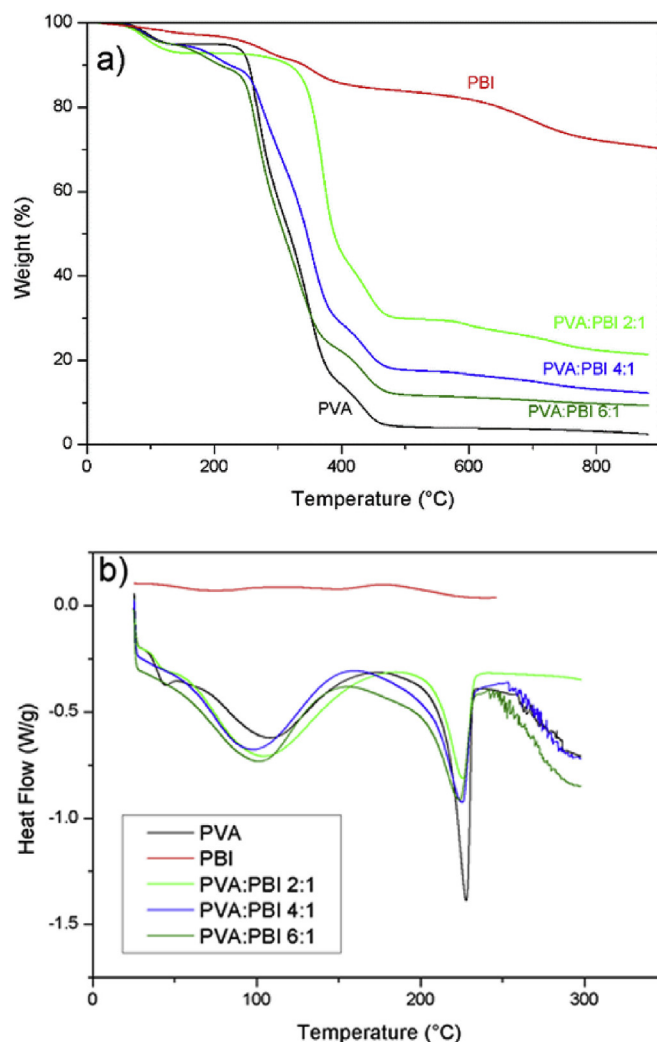 a)
100
80
60
40
20
0
Weight (%)
PBI
PVA:PBI 2:1
PVA:PBI 4:1
PVA:PBI 6:1
PVA
0 200 400 600 800
Temperature (°C)
b)
0.0
-0.5
-1.0
-1.5
Heat Flow (W/g)
PVA
PBI
PVA:PBI 2:1
PVA:PBI 4:1
PVA:PBI 6:1
0 100 200 300
Temperature (°C)